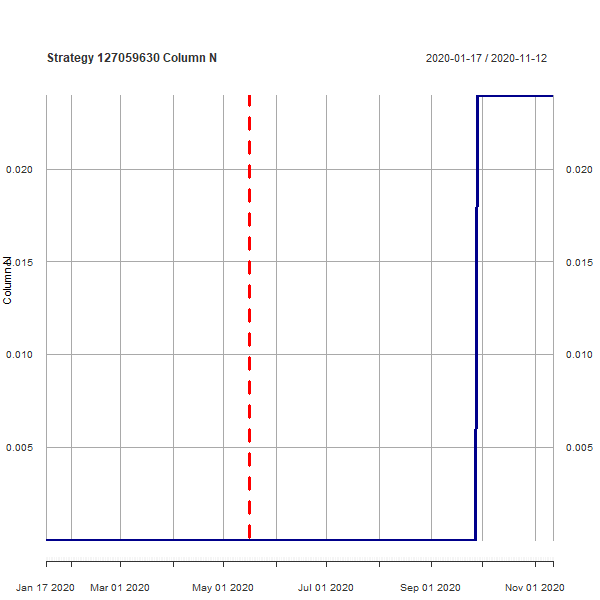 Strategy 127059630 Column N
2020-01-17 / 2020-11-12
0.020
0.020
Column N
0.015
0.015
0.010
0.010
0.005
0.005
Jan 17 2020
Mar 01 2020
May 01 2020
Jul 01 2020
Sep 01 2020
Nov 01 2020